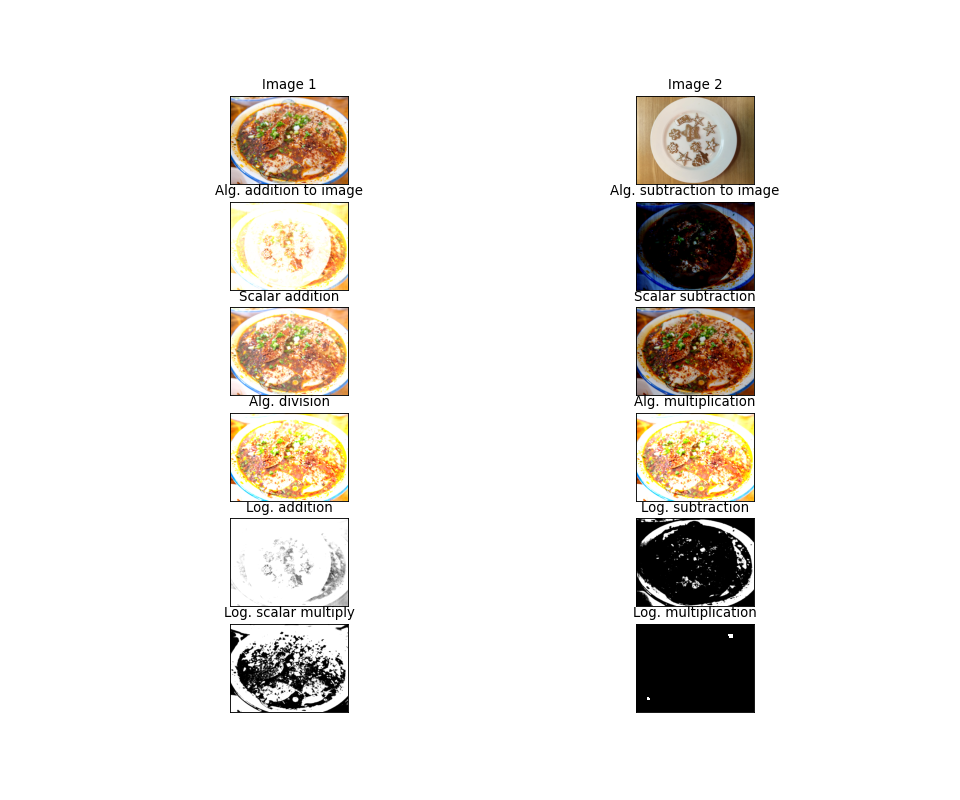 Image 1
Image 2
Alg. addition to image
Alg. subtraction to image
Scalar addition
Scalar subtraction
Alg. division
Alg. multiplication
Log. addition
Log. subtraction
Log. scalar multiply
Log. multiplication